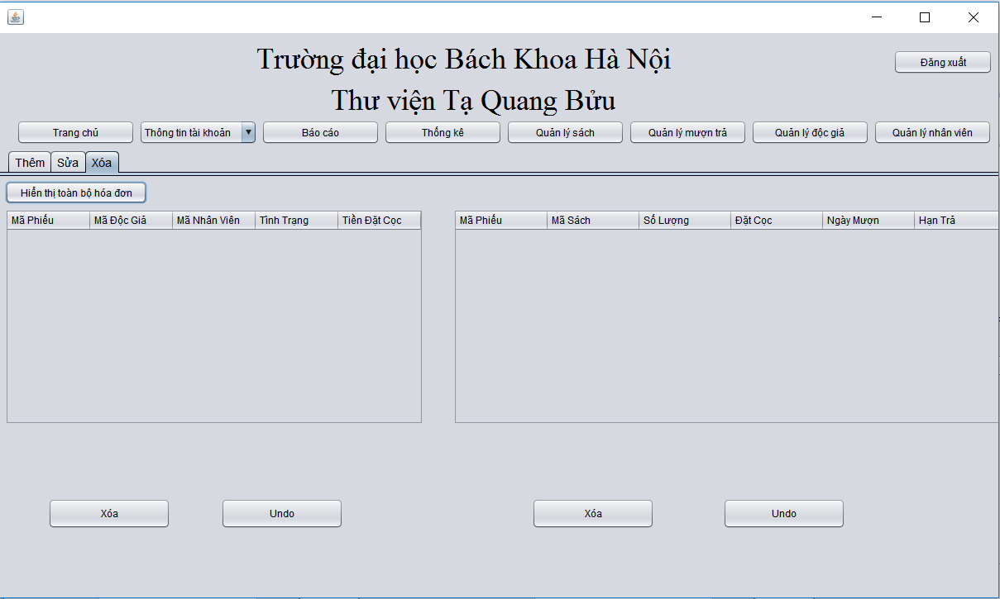 Trường đại học Bách Khoa Hà Nội
Đăng xuất
Thư viện Tạ Quang Bửu
Trang chủ Thông tin tài khoản Báo cáo Thống kê Quản lý sách Quản lý mượn trả Quản lý độc giả Quản lý nhân viên
Thêm Sửa Xóa
Hiển thị toàn bộ hóa đơn
Mã Phiếu Mã Độc Giả Mã Nhân Viên Tình Trạng Tiền Đặt Cọc Mã Phiếu Mã Sách Số Lượng Đặt Cọc Ngày Mượn Hạn Trả
Xóa Undo Xóa Undo